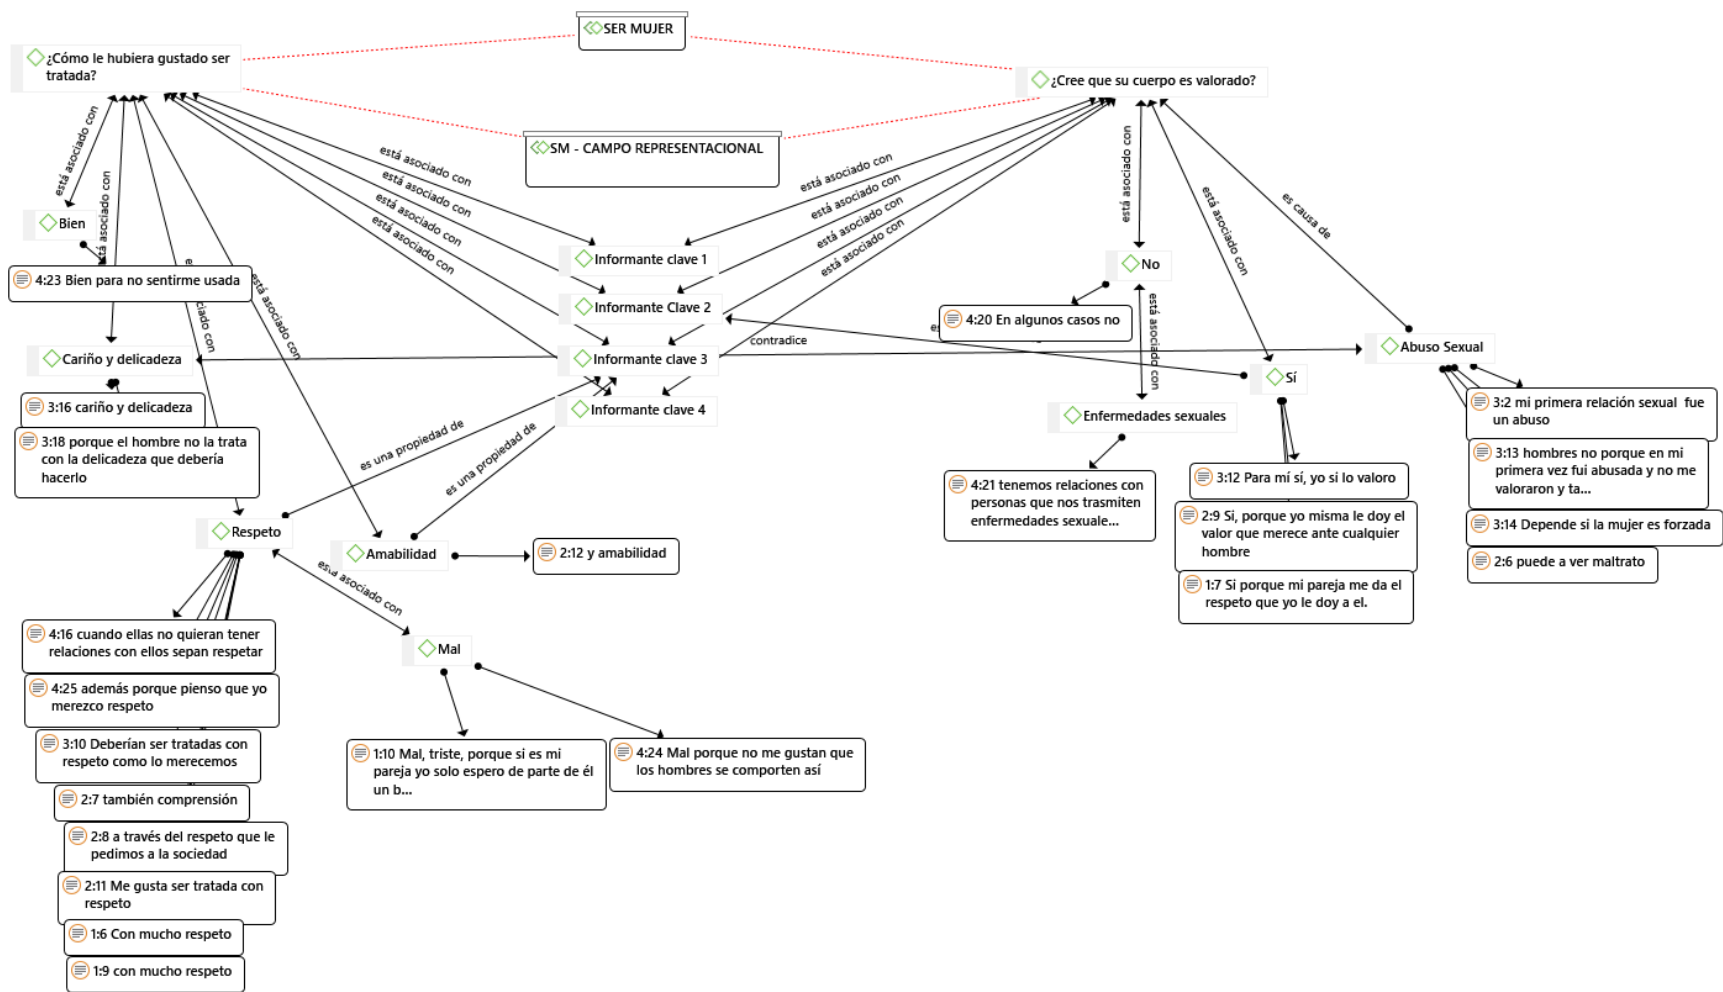 SER MUJER
¿Cómo le hubiera gustado ser
tratada?
¿Cree que su cuerpo es valorado?
SM - CAMPO REPRESENTACIONAL
está asociado con
está asociado con
está asociado con
está asociado con
está asociado con
está asociado con
está asociado con
está asociado con
está asociado con
está asociado con
está asociado con
está asociado con
está asociado con
es causa de
Bien
4:23 Bien para no sentirme usada
asociado con
está asociado con
Informante clave 1
Informante Clave 2
Informante clave 3
Informante clave 4
No
4:20 En algunos casos no
está asociado con
contradice
Cariño y delicadeza
3:16 cariño y delicadeza
3:18 porque el hombre no la trata
con la delicadeza que debería
hacerlo
Abuso Sexual
Sí
Enfermedades sexuales
4:21 tenemos relaciones con
personas que nos trasmiten
enfermedades sexuale...
3:12 Para mí sí, yo si lo valoro
2:9 Si, porque yo misma le doy el
valor que merece ante cualquier
hombre
1:7 Si porque mi pareja me da el
respeto que yo le doy a el.
3:2 mi primera relación sexual fue
un abuso
3:13 hombres no porque en mi
primera vez fui abusada y no me
valoraron y ta...
3:14 Depende si la mujer es forzada
2:6 puede a ver maltrato
es una propiedad de
es una propiedad de
Respeto
Amabilidad
2:12 y amabilidad
está asociado con
Mal
4:16 cuando ellas no quieran tener
relaciones con ellos sepan respetar
4:25 además porque pienso que yo
merezco respeto
3:10 Deberían ser tratadas con
respeto como lo merecemos
2:7 también comprensión
2:8 a través del respeto que le
pedimos a la sociedad
2:11 Me gusta ser tratada con
respeto
1:6 Con mucho respeto
1:9 con mucho respeto
1:10 Mal, triste, porque si es mi
pareja yo solo espero de parte de él
un b...
4:24 Mal porque no me gustan que
los hombres se comporten así